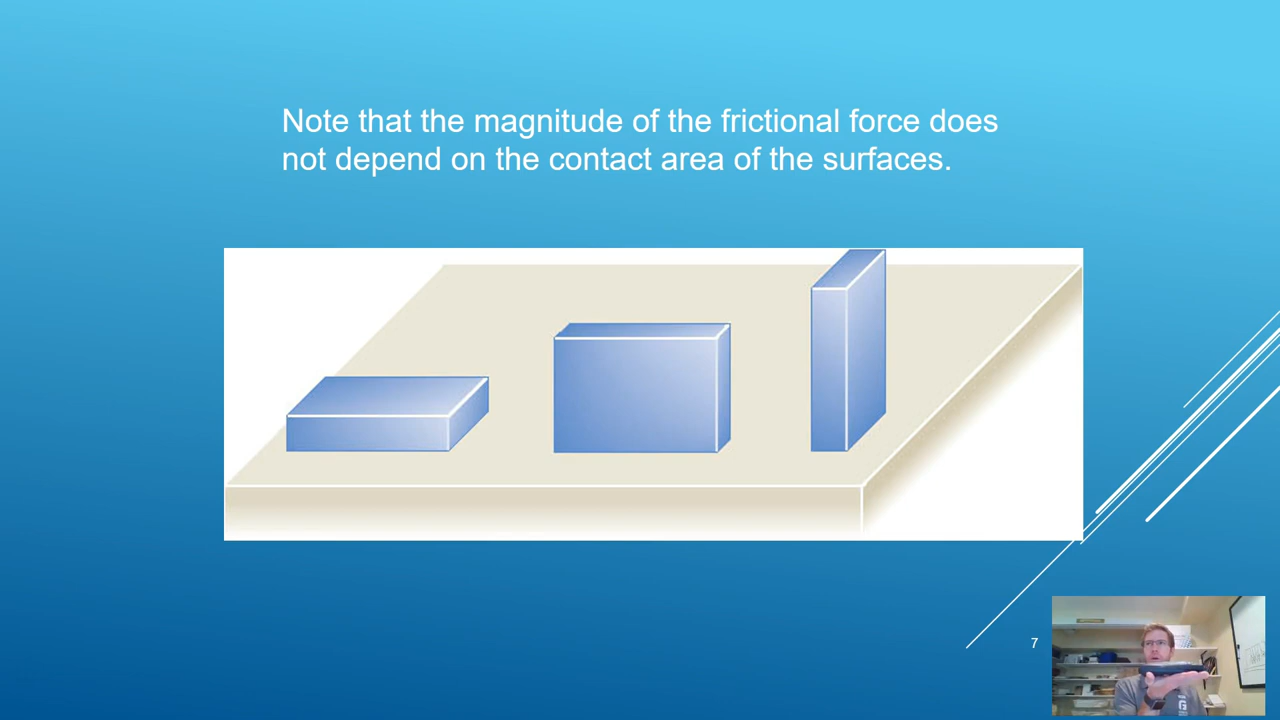 Note that the magnitude of the frictional force does
not depend on the contact area of the surfaces.
7
G